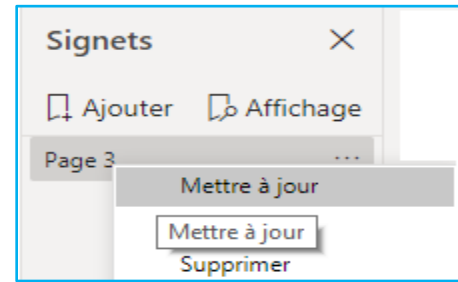 Signets
Ajouter Affichage
Page 3 ...
Mettre à jour
Mettre à jour
Supprimer